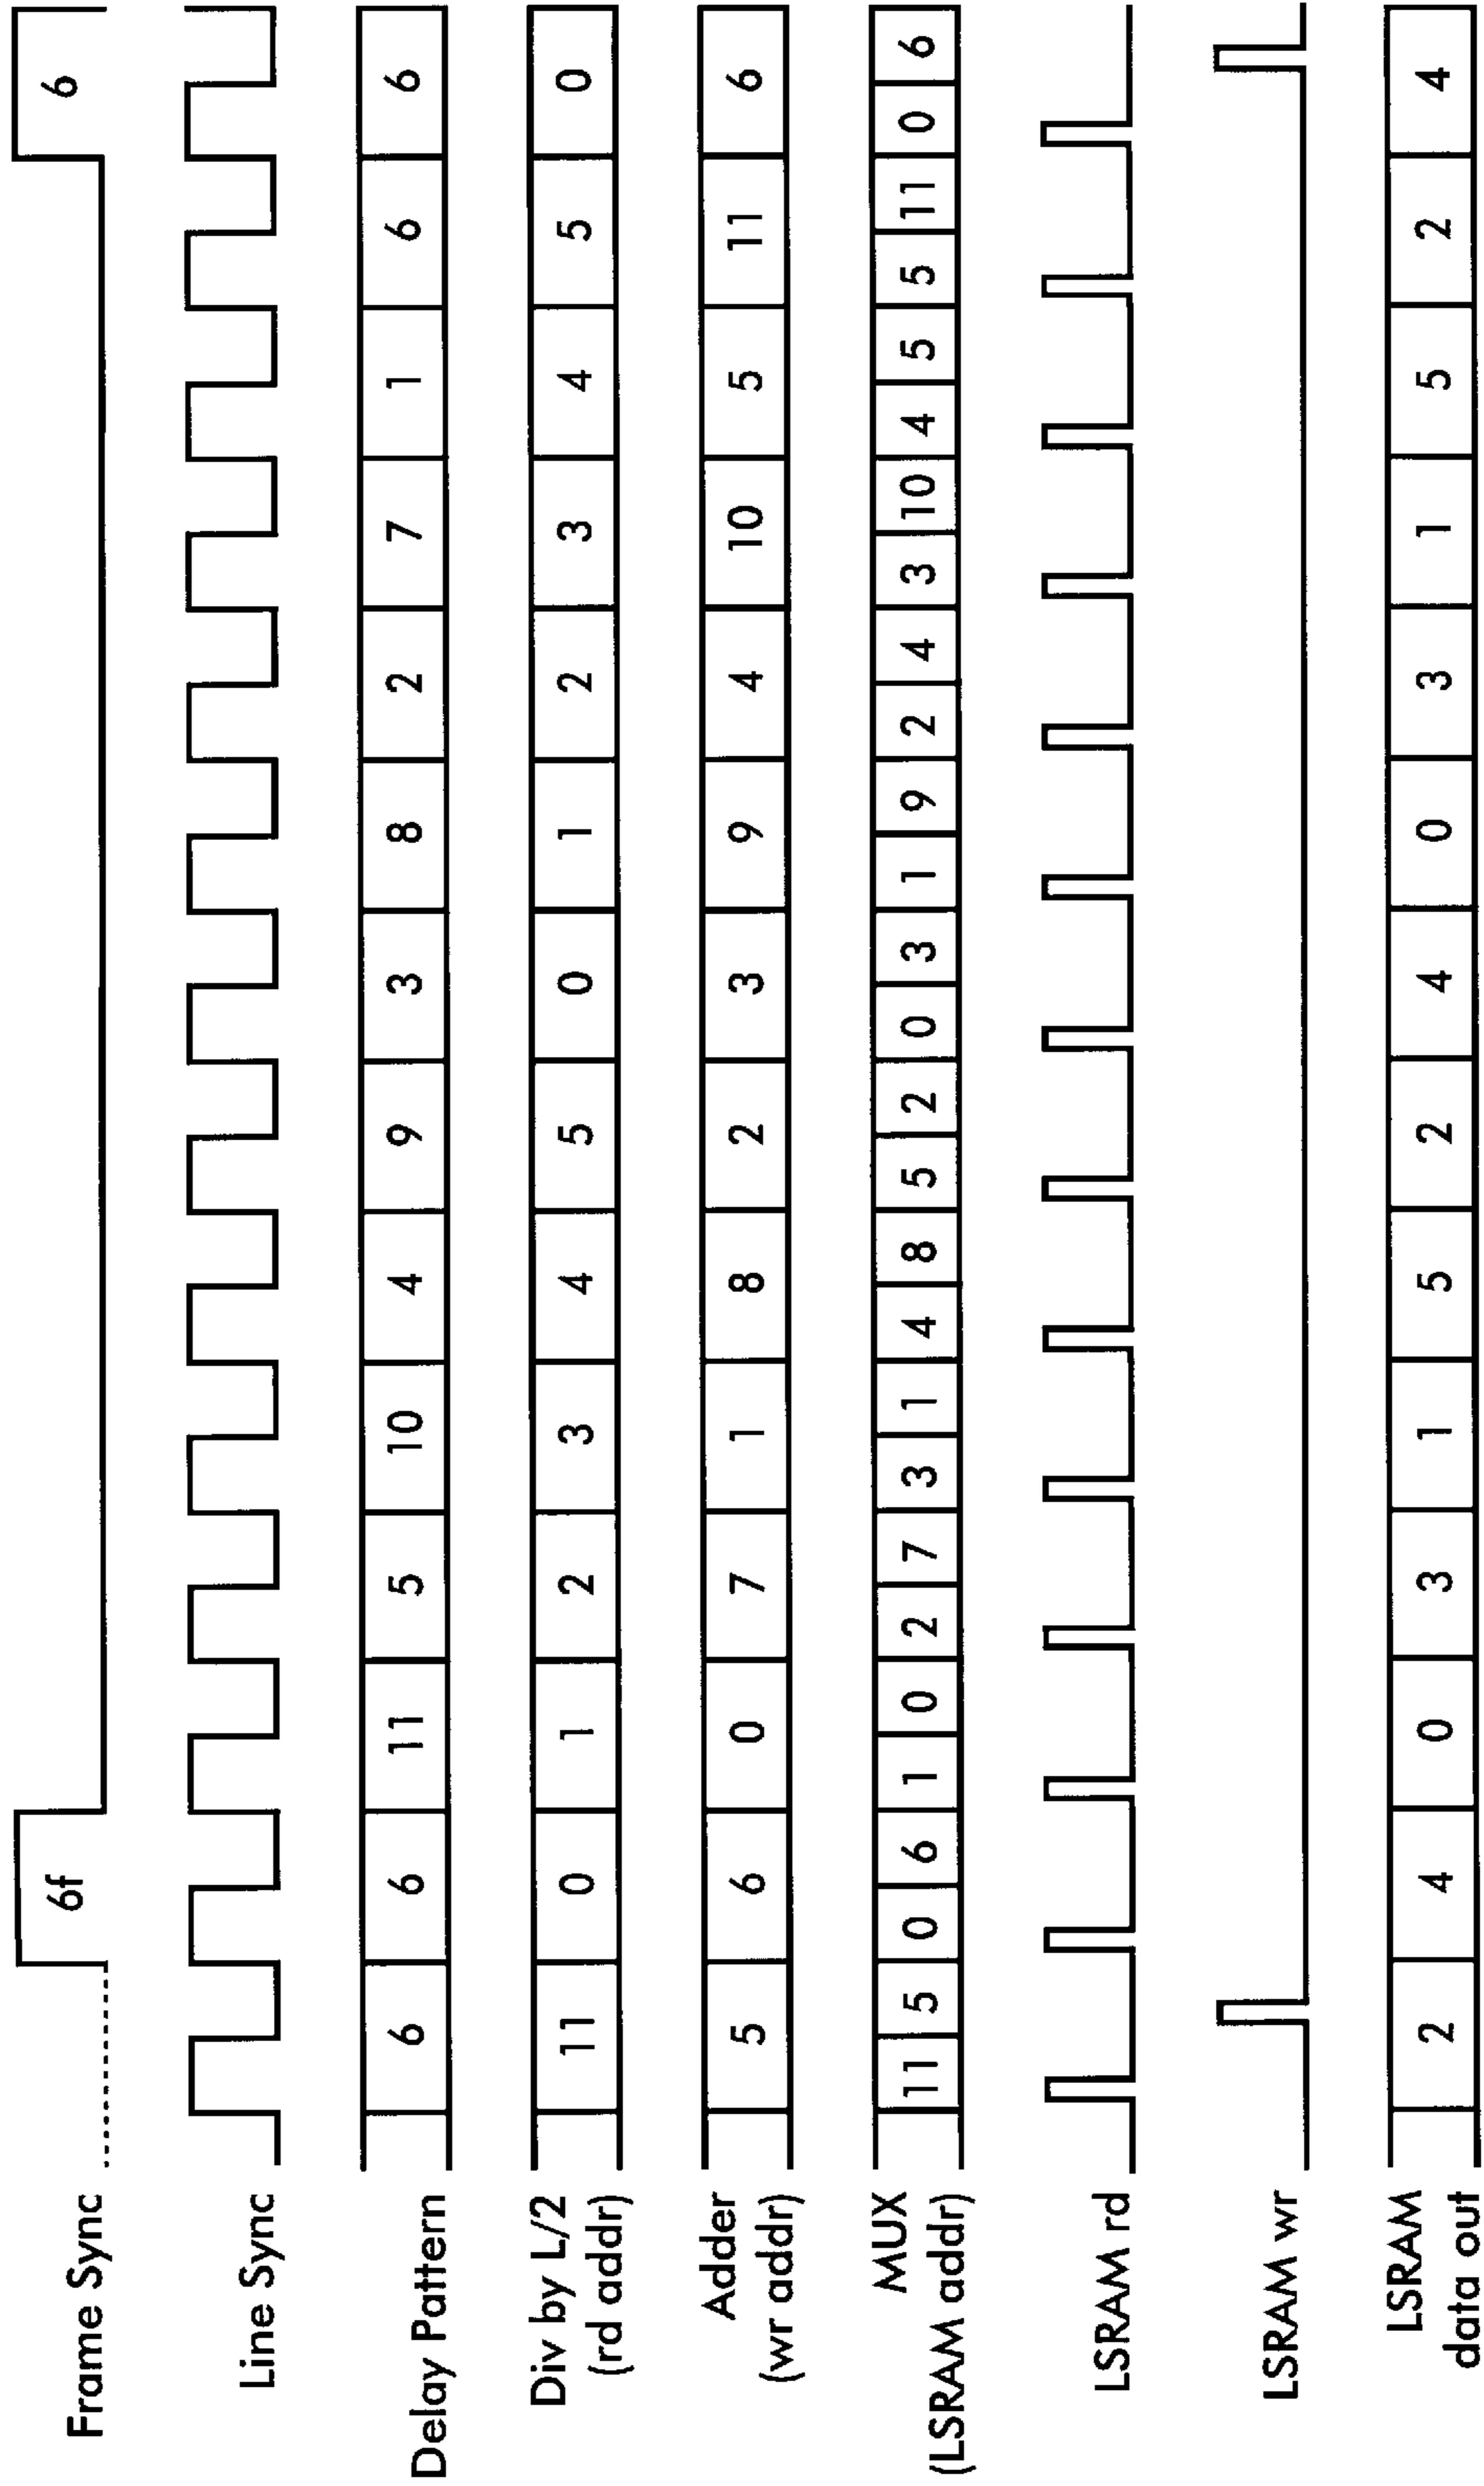 Frame Sync 6f 6
Line Sync
Delay Pattern 6 6 11 5 10 4 9 3 8 2 7 1 6 6
Div by L/2
(rd addr) 11 0 1 2 3 4 5 0 1 2 3 4 5 0
Adder
(wr addr) 5 6 0 7 1 8 2 3 9 4 10 5 11 6
MUX
(LSRAM addr) 11 5 0 6 1 0 2 7 3 1 4 8 5 2 0 3 1 9 2 4 3 10 4 5 5 11 0 6
LSRAM rd
LSRAM wr
LSRAM
data out 2 4 0 3 1 5 2 4 0 3 1 5 2 4